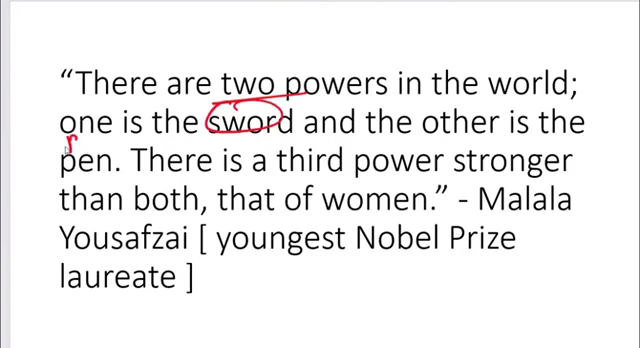 “There are two powers in the world;
one is the sword and the other is the
pen. There is a third power stronger
than both, that of women.” - Malala
Yousafzai [ youngest Nobel Prize
laureate ]